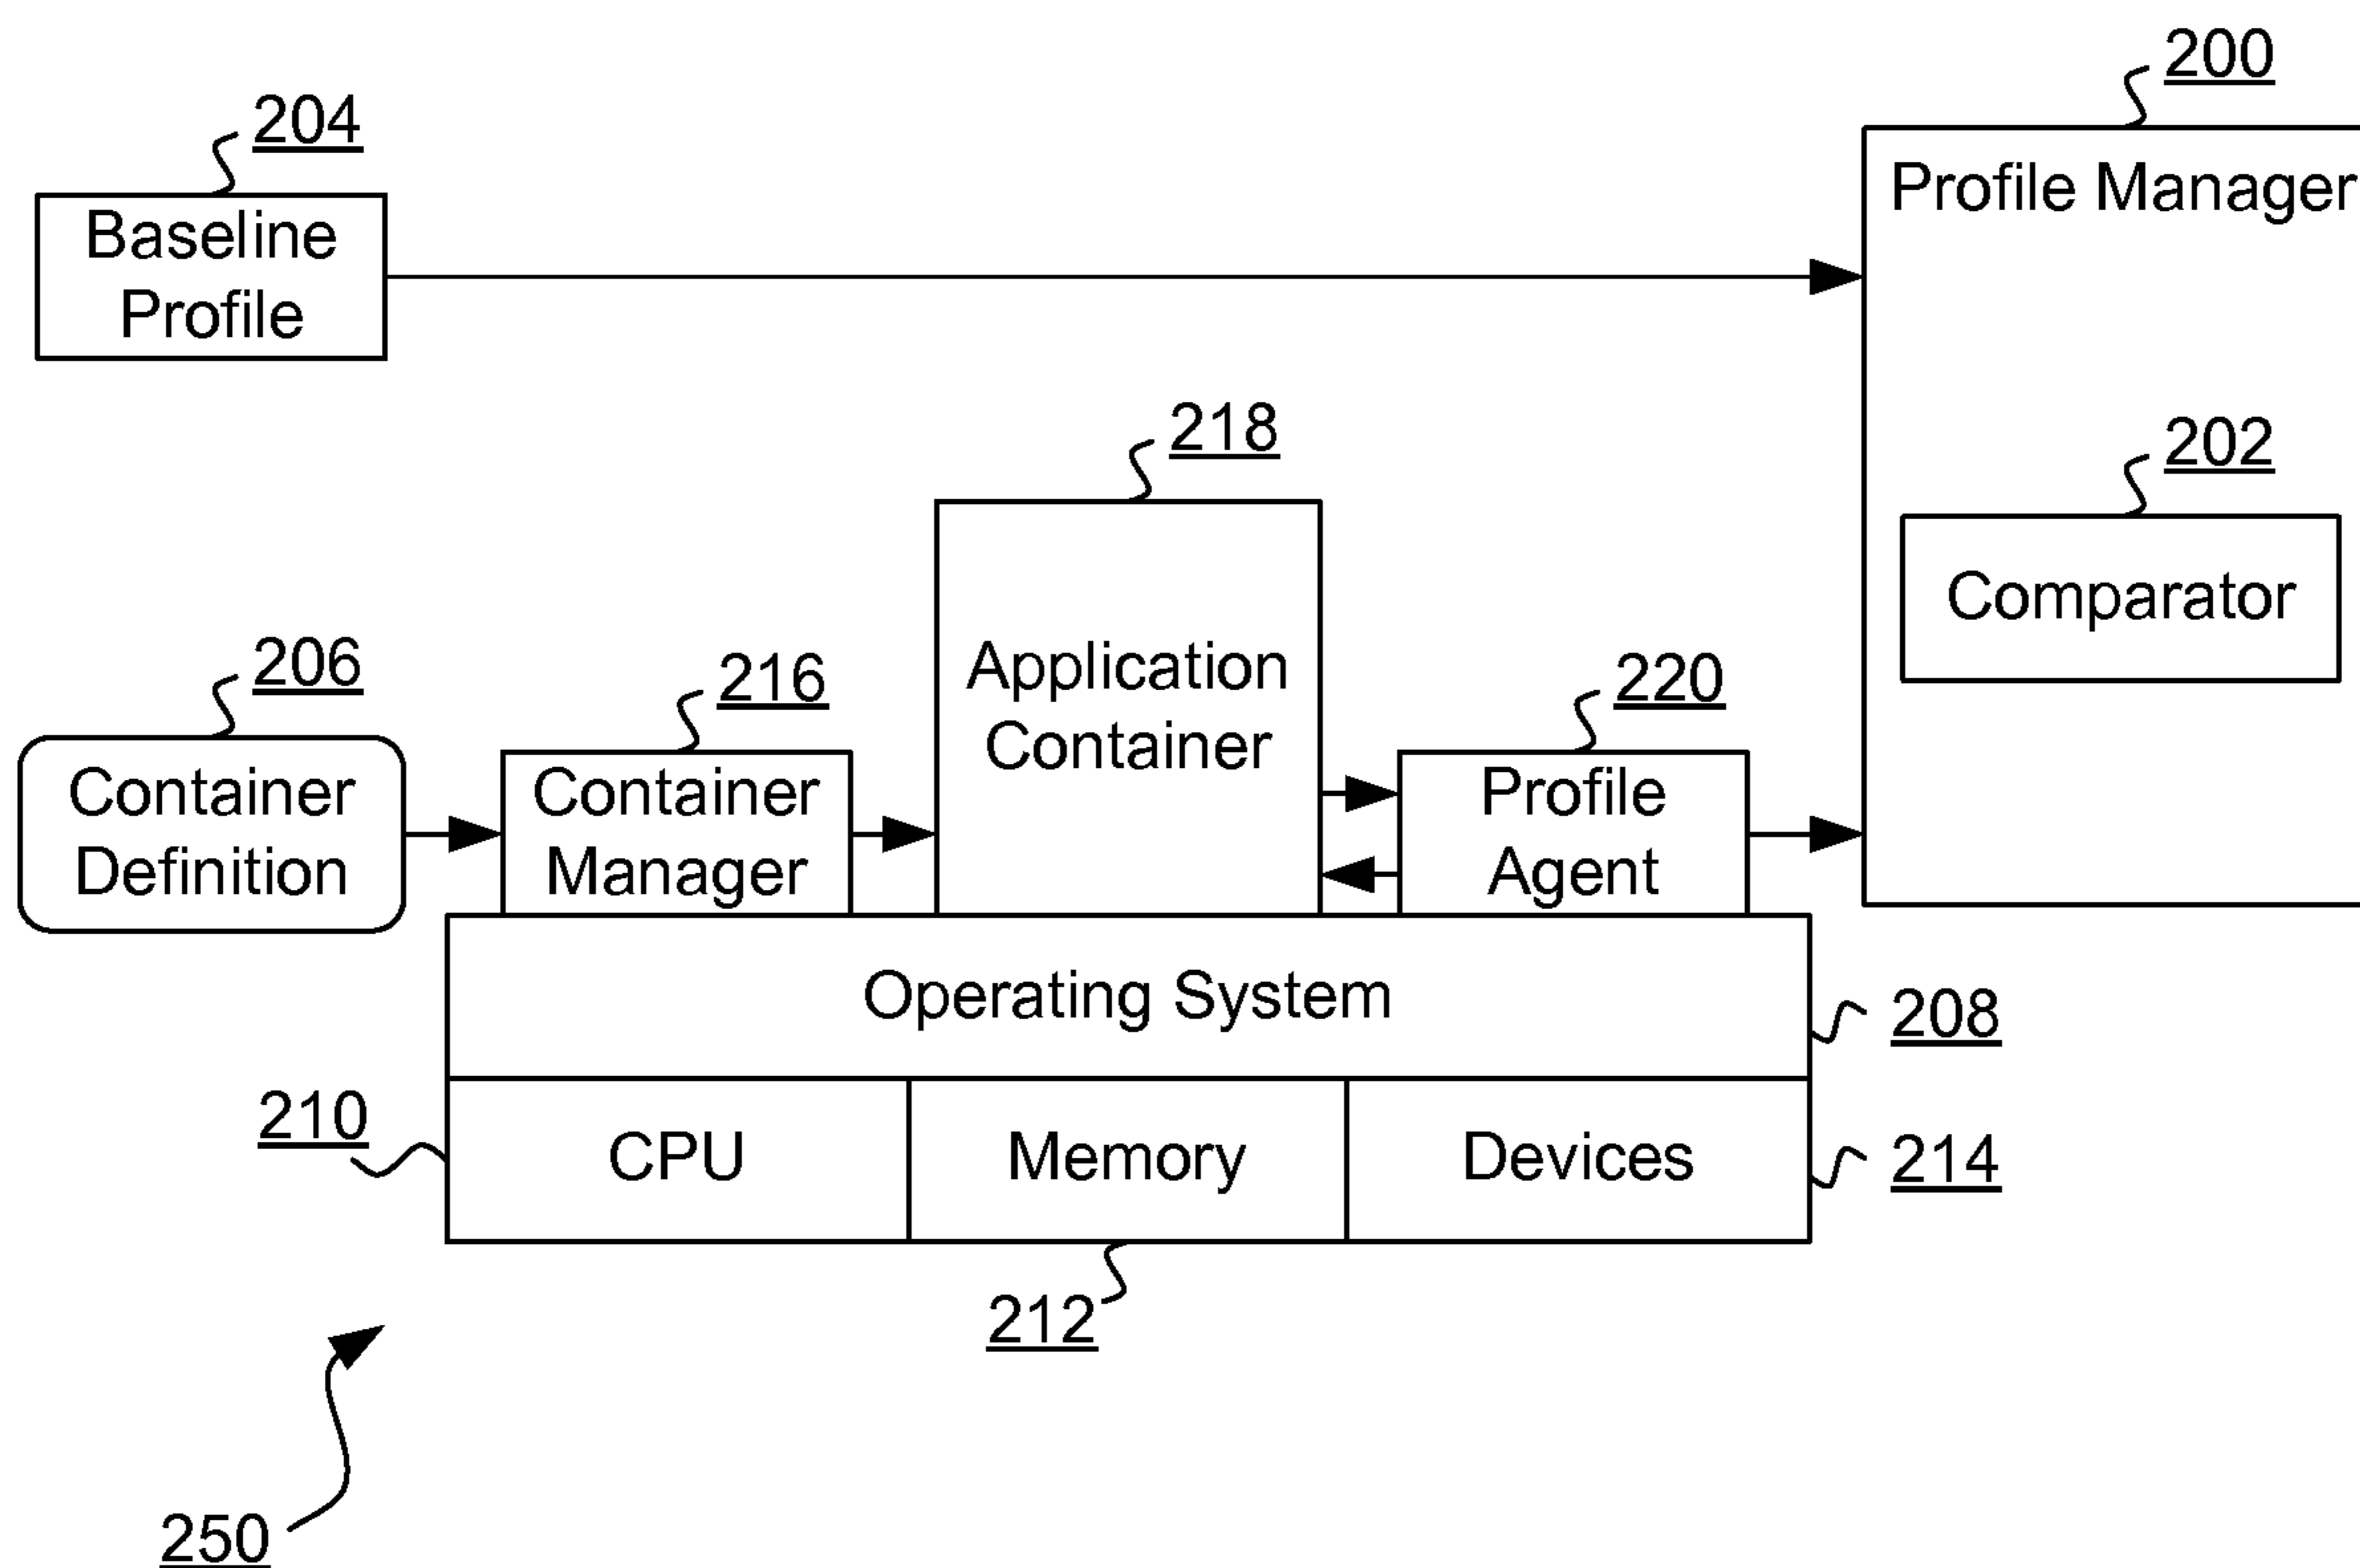 200
204
Profile Manager
Baseline
Profile
218
202
Comparator
206
216
Application
Container
220
Container
Definition
Container
Manager
Profile
Agent
Operating System
208
210
CPU
Memory
Devices
214
212
250